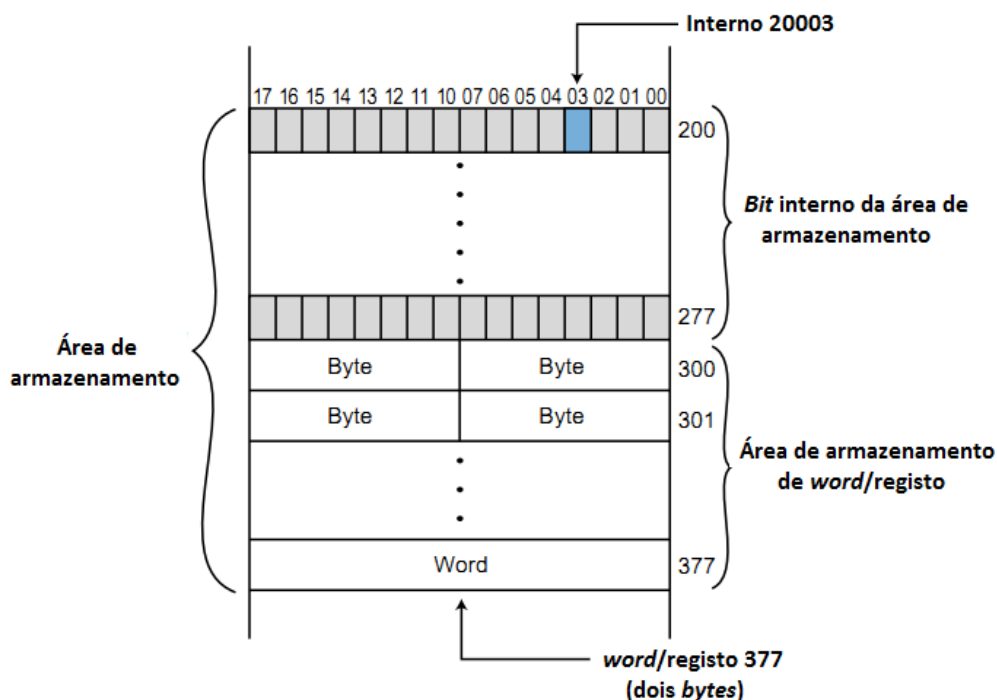 Interno 20003
17 16 15 14 13 12 11 10 07 06 05 04 03 02 01 00
200
Bit interno da área de
armazenamento
277
Área de
armazenamento
Byte Byte 300
Byte Byte 301
Área de armazenamento
de word/registo
Word 377
word/registo 377
(dois bytes)